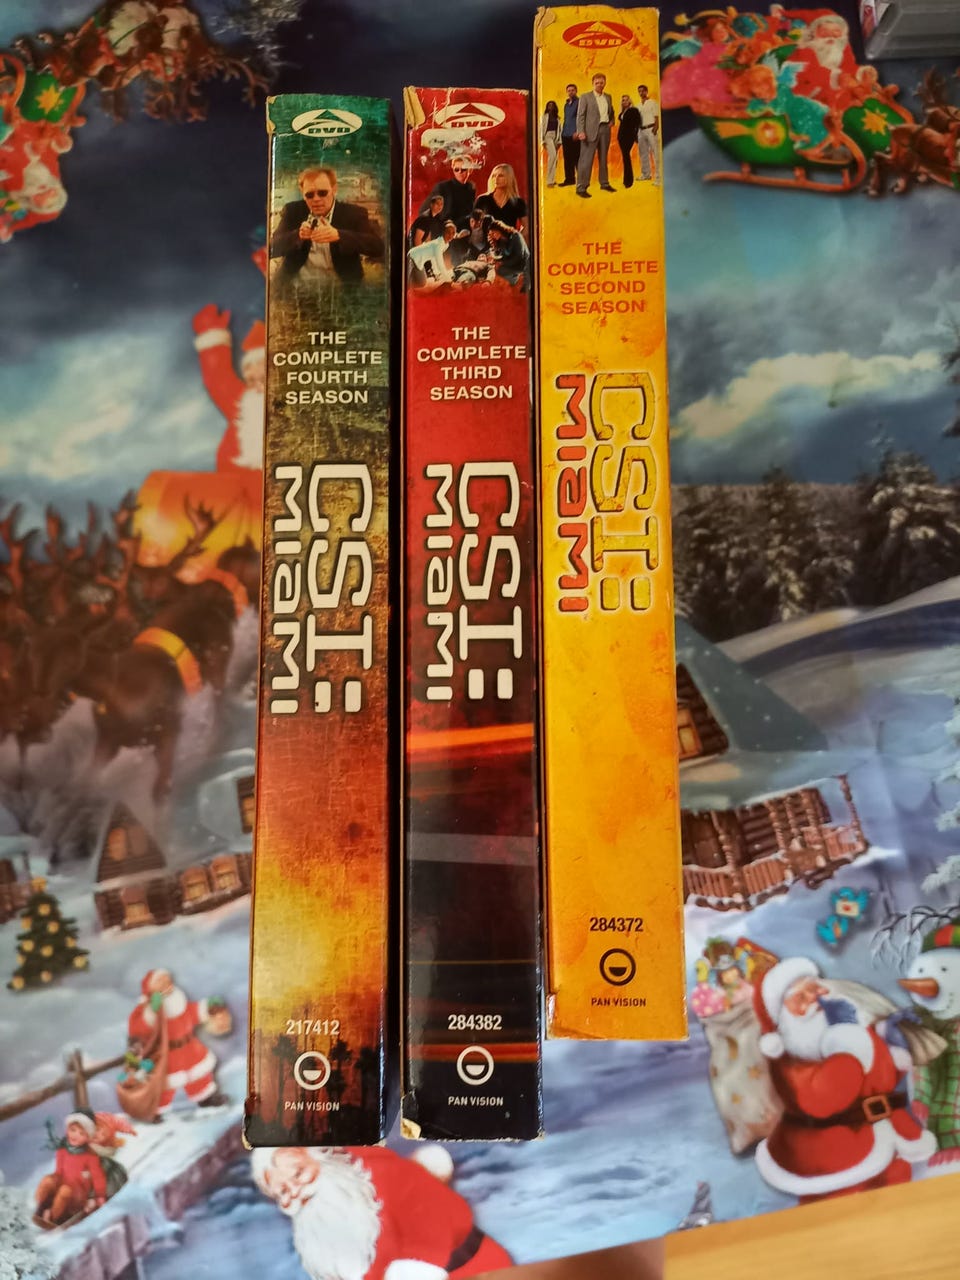 DVD
THE
COMPLETE
FOURTH
SEASON
CSI:
MIaMI
217412
PAN VISION
DVD
THE
COMPLETE
THIRD
SEASON
CSI:
MIaMI
284382
PAN VISION
DVD
THE
COMPLETE
SECOND
SEASON
CSI:
MIaMI
284372
PAN VISION